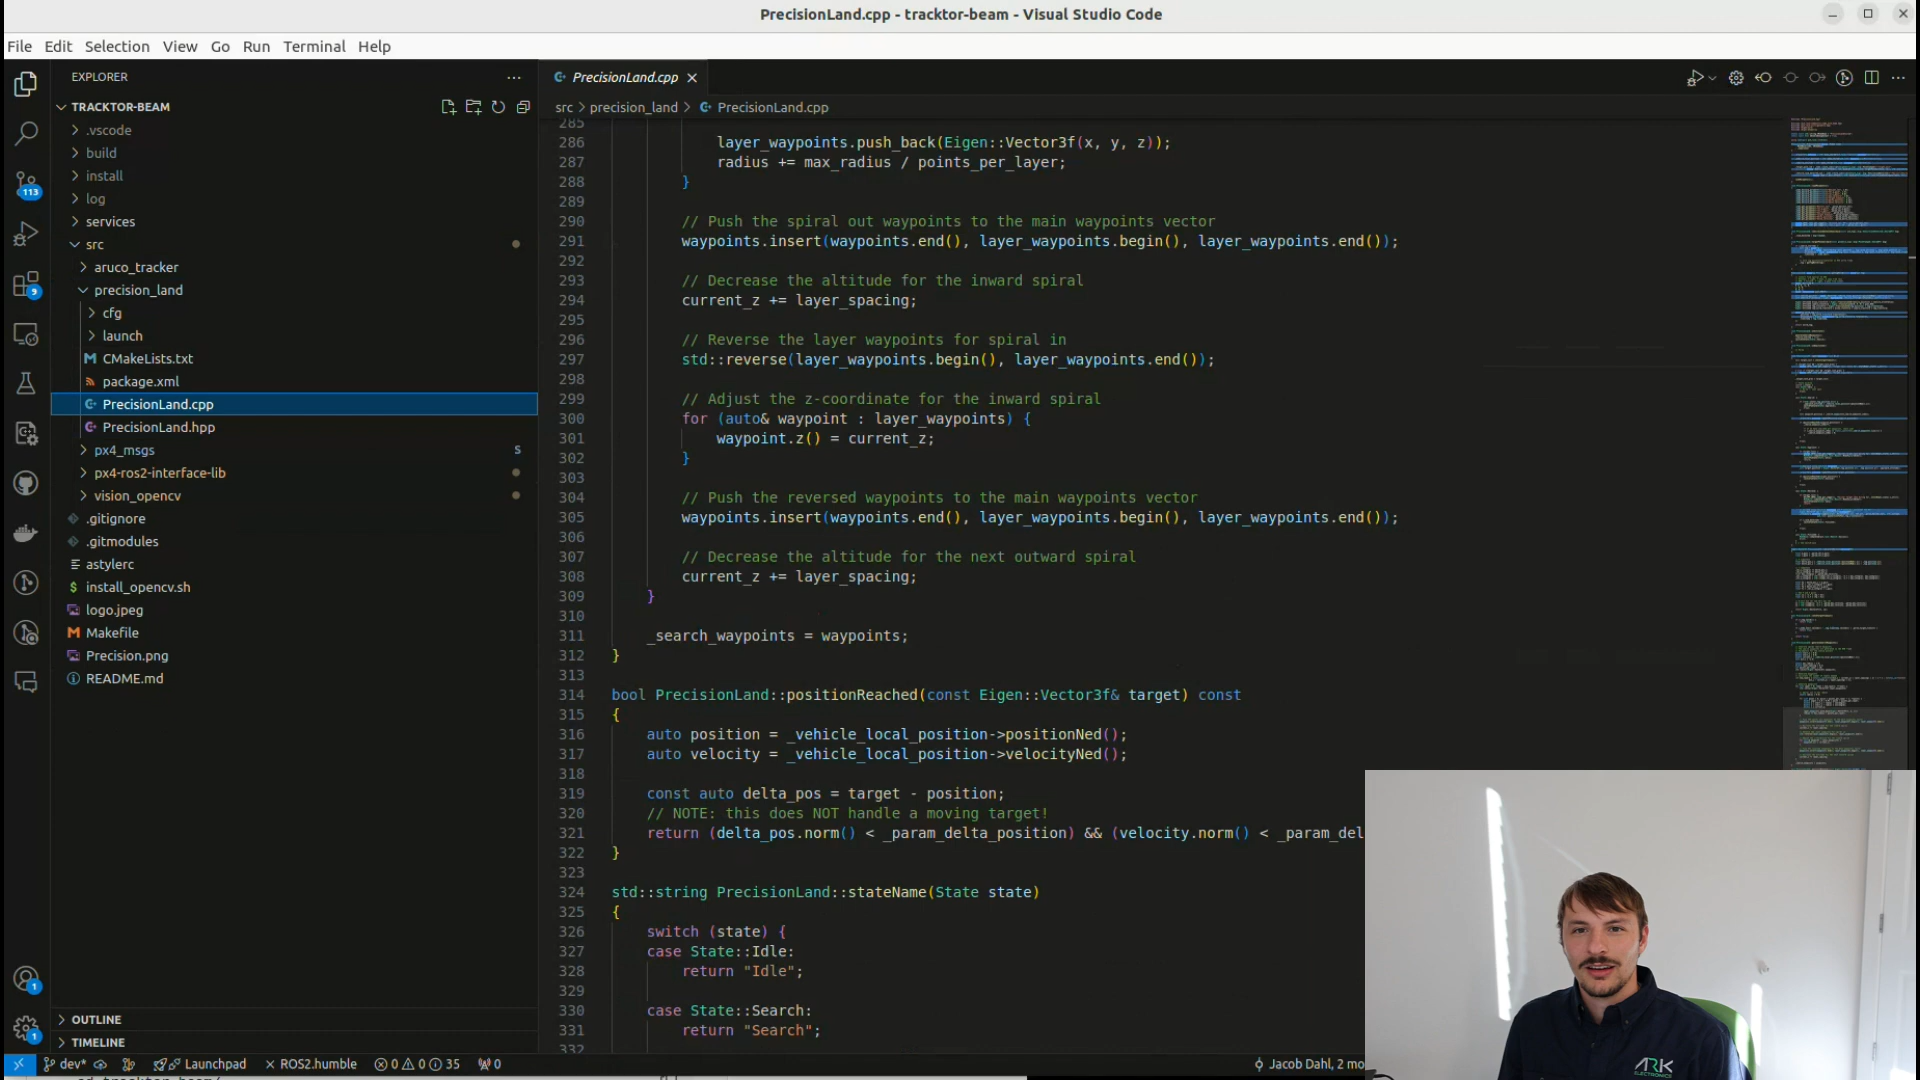 PrecisionLand.cpp - tracktor-beam - Visual Studio Code
File Edit Selection View Go Run Terminal Help
EXPLORER
TRACKTOR-BEAM
.vscode
build
install
log
services
src
aruco_tracker
precision_land
cfg
launch
CMakeLists.txt
package.xml
PrecisionLand.cpp
PrecisionLand.hpp
px4_msgs S
px4-ros2-interface-lib
vision_opencv
.gitignore
.gitmodules
astylerc
install_opencv.sh
logo.jpeg
Makefile
Precision.png
README.md
OUTLINE
TIMELINE
113
9
1
1
PrecisionLand.cpp
src > precision_land > PrecisionLand.cpp
285
286 layer_waypoints.push_back(Eigen::Vector3f(x, y, z));
287 radius += max_radius / points_per_layer;
288 }
289
290 // Push the spiral out waypoints to the main waypoints vector
291 waypoints.insert(waypoints.end(), layer_waypoints.begin(), layer_waypoints.end());
292
293 // Decrease the altitude for the inward spiral
294 current_z += layer_spacing;
295
296 // Reverse the layer waypoints for spiral in
297 std::reverse(layer_waypoints.begin(), layer_waypoints.end());
298
299 // Adjust the z-coordinate for the inward spiral
300 for (auto& waypoint : layer_waypoints) {
301 waypoint.z() = current_z;
302 }
303
304 // Push the reversed waypoints to the main waypoints vector
305 waypoints.insert(waypoints.end(), layer_waypoints.begin(), layer_waypoints.end());
306
307 // Decrease the altitude for the next outward spiral
308 current_z += layer_spacing;
309 }
310
311 _search_waypoints = waypoints;
312 }
313
314 bool PrecisionLand::positionReached(const Eigen::Vector3f& target) const
315 {
316 auto position = _vehicle_local_position->positionNed();
317 auto velocity = _vehicle_local_position->velocityNed();
318
319 const auto delta_pos = target - position;
320 // NOTE: this does NOT handle a moving target!
321 return (delta_pos.norm() < _param_delta_position) && (velocity.norm() < _param_del
322 }
323
324 std::string PrecisionLand::stateName(State state)
325 {
326 switch (state) {
327 case State::Idle:
328 return "Idle";
329
330 case State::Search:
331 return "Search";
332
ARK
ELECTRONICS
dev* Launchpad ROS2.humble 0 0 35 0 Jacob Dahl, 2 mo